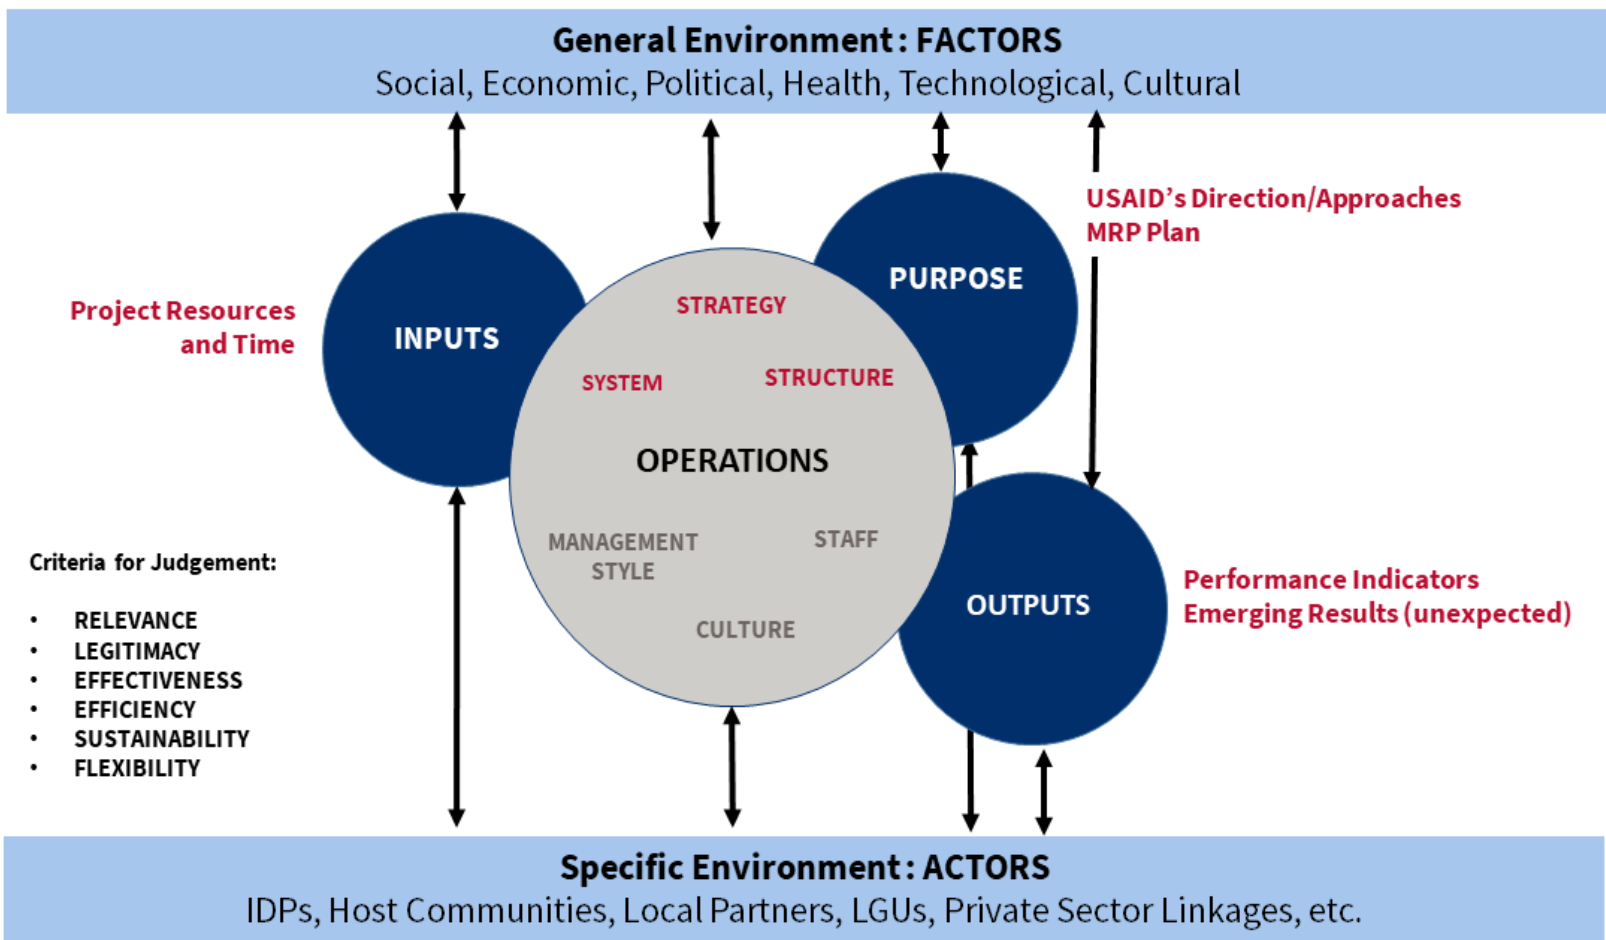 General Environment: FACTORS
Social, Economic, Political, Health, Technological, Cultural
USAID’s Direction/Approaches
MRP Plan
PURPOSE
Project Resources
and Time
INPUTS
STRATEGY
SYSTEM
STRUCTURE
OPERATIONS
MANAGEMENT
STYLE
STAFF
CULTURE
OUTPUTS
Performance Indicators
Emerging Results (unexpected)
Criteria for Judgement:
• RELEVANCE
• LEGITIMACY
• EFFECTIVENESS
• EFFICIENCY
• SUSTAINABILITY
• FLEXIBILITY
Specific Environment: ACTORS
IDPs, Host Communities, Local Partners, LGUs, Private Sector Linkages, etc.